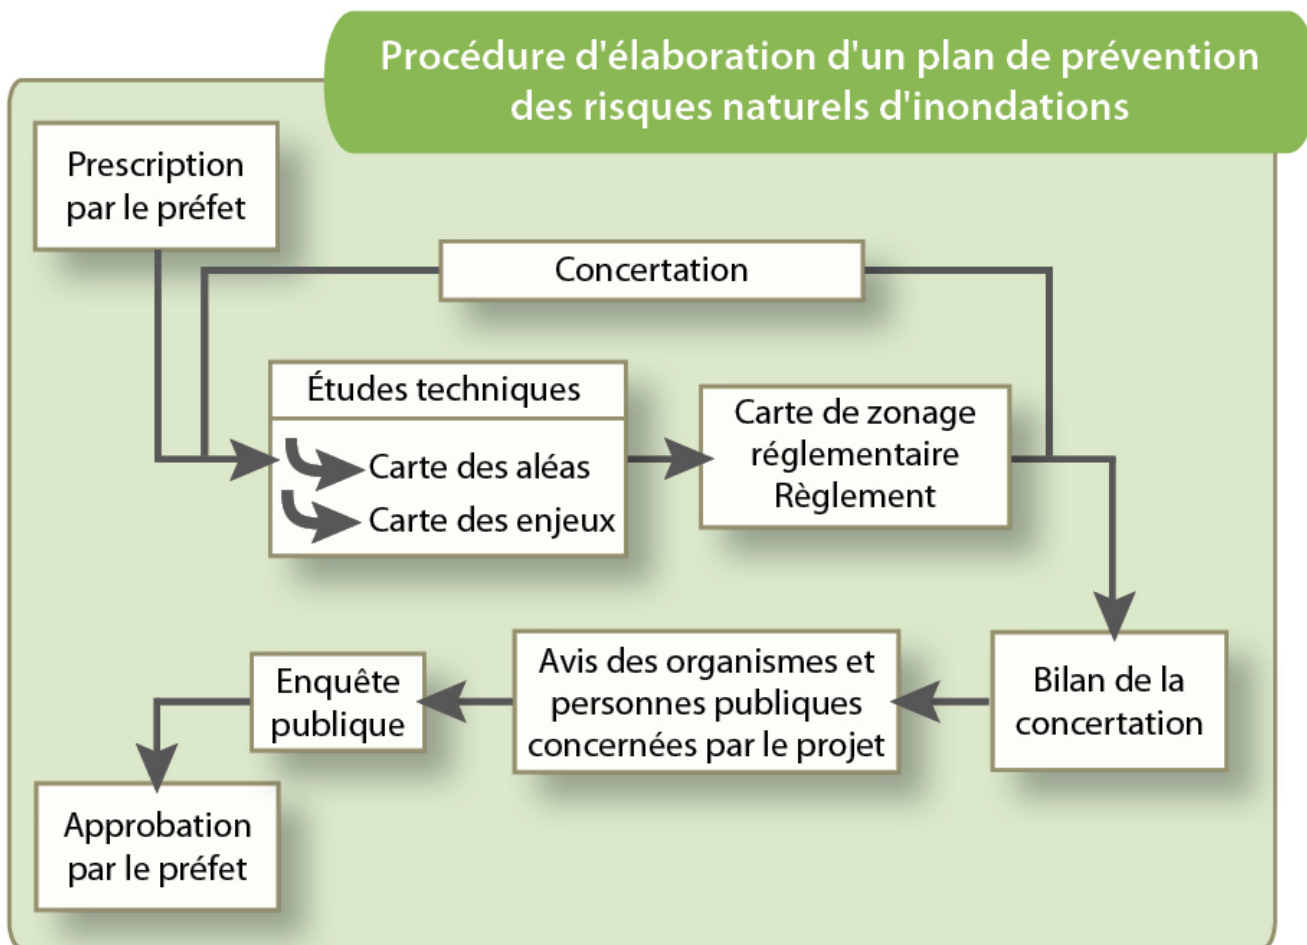 Procédure d'élaboration d'un plan de prévention
des risques naturels d'inondations
Prescription
par le préfet
Concertation
Études techniques
Carte des aléas
Carte des enjeux
Carte de zonage
réglementaire
Règlement
Bilan de la
concertation
Avis des organismes et
personnes publiques
concernées par le projet
Enquête
publique
Approbation
par le préfet